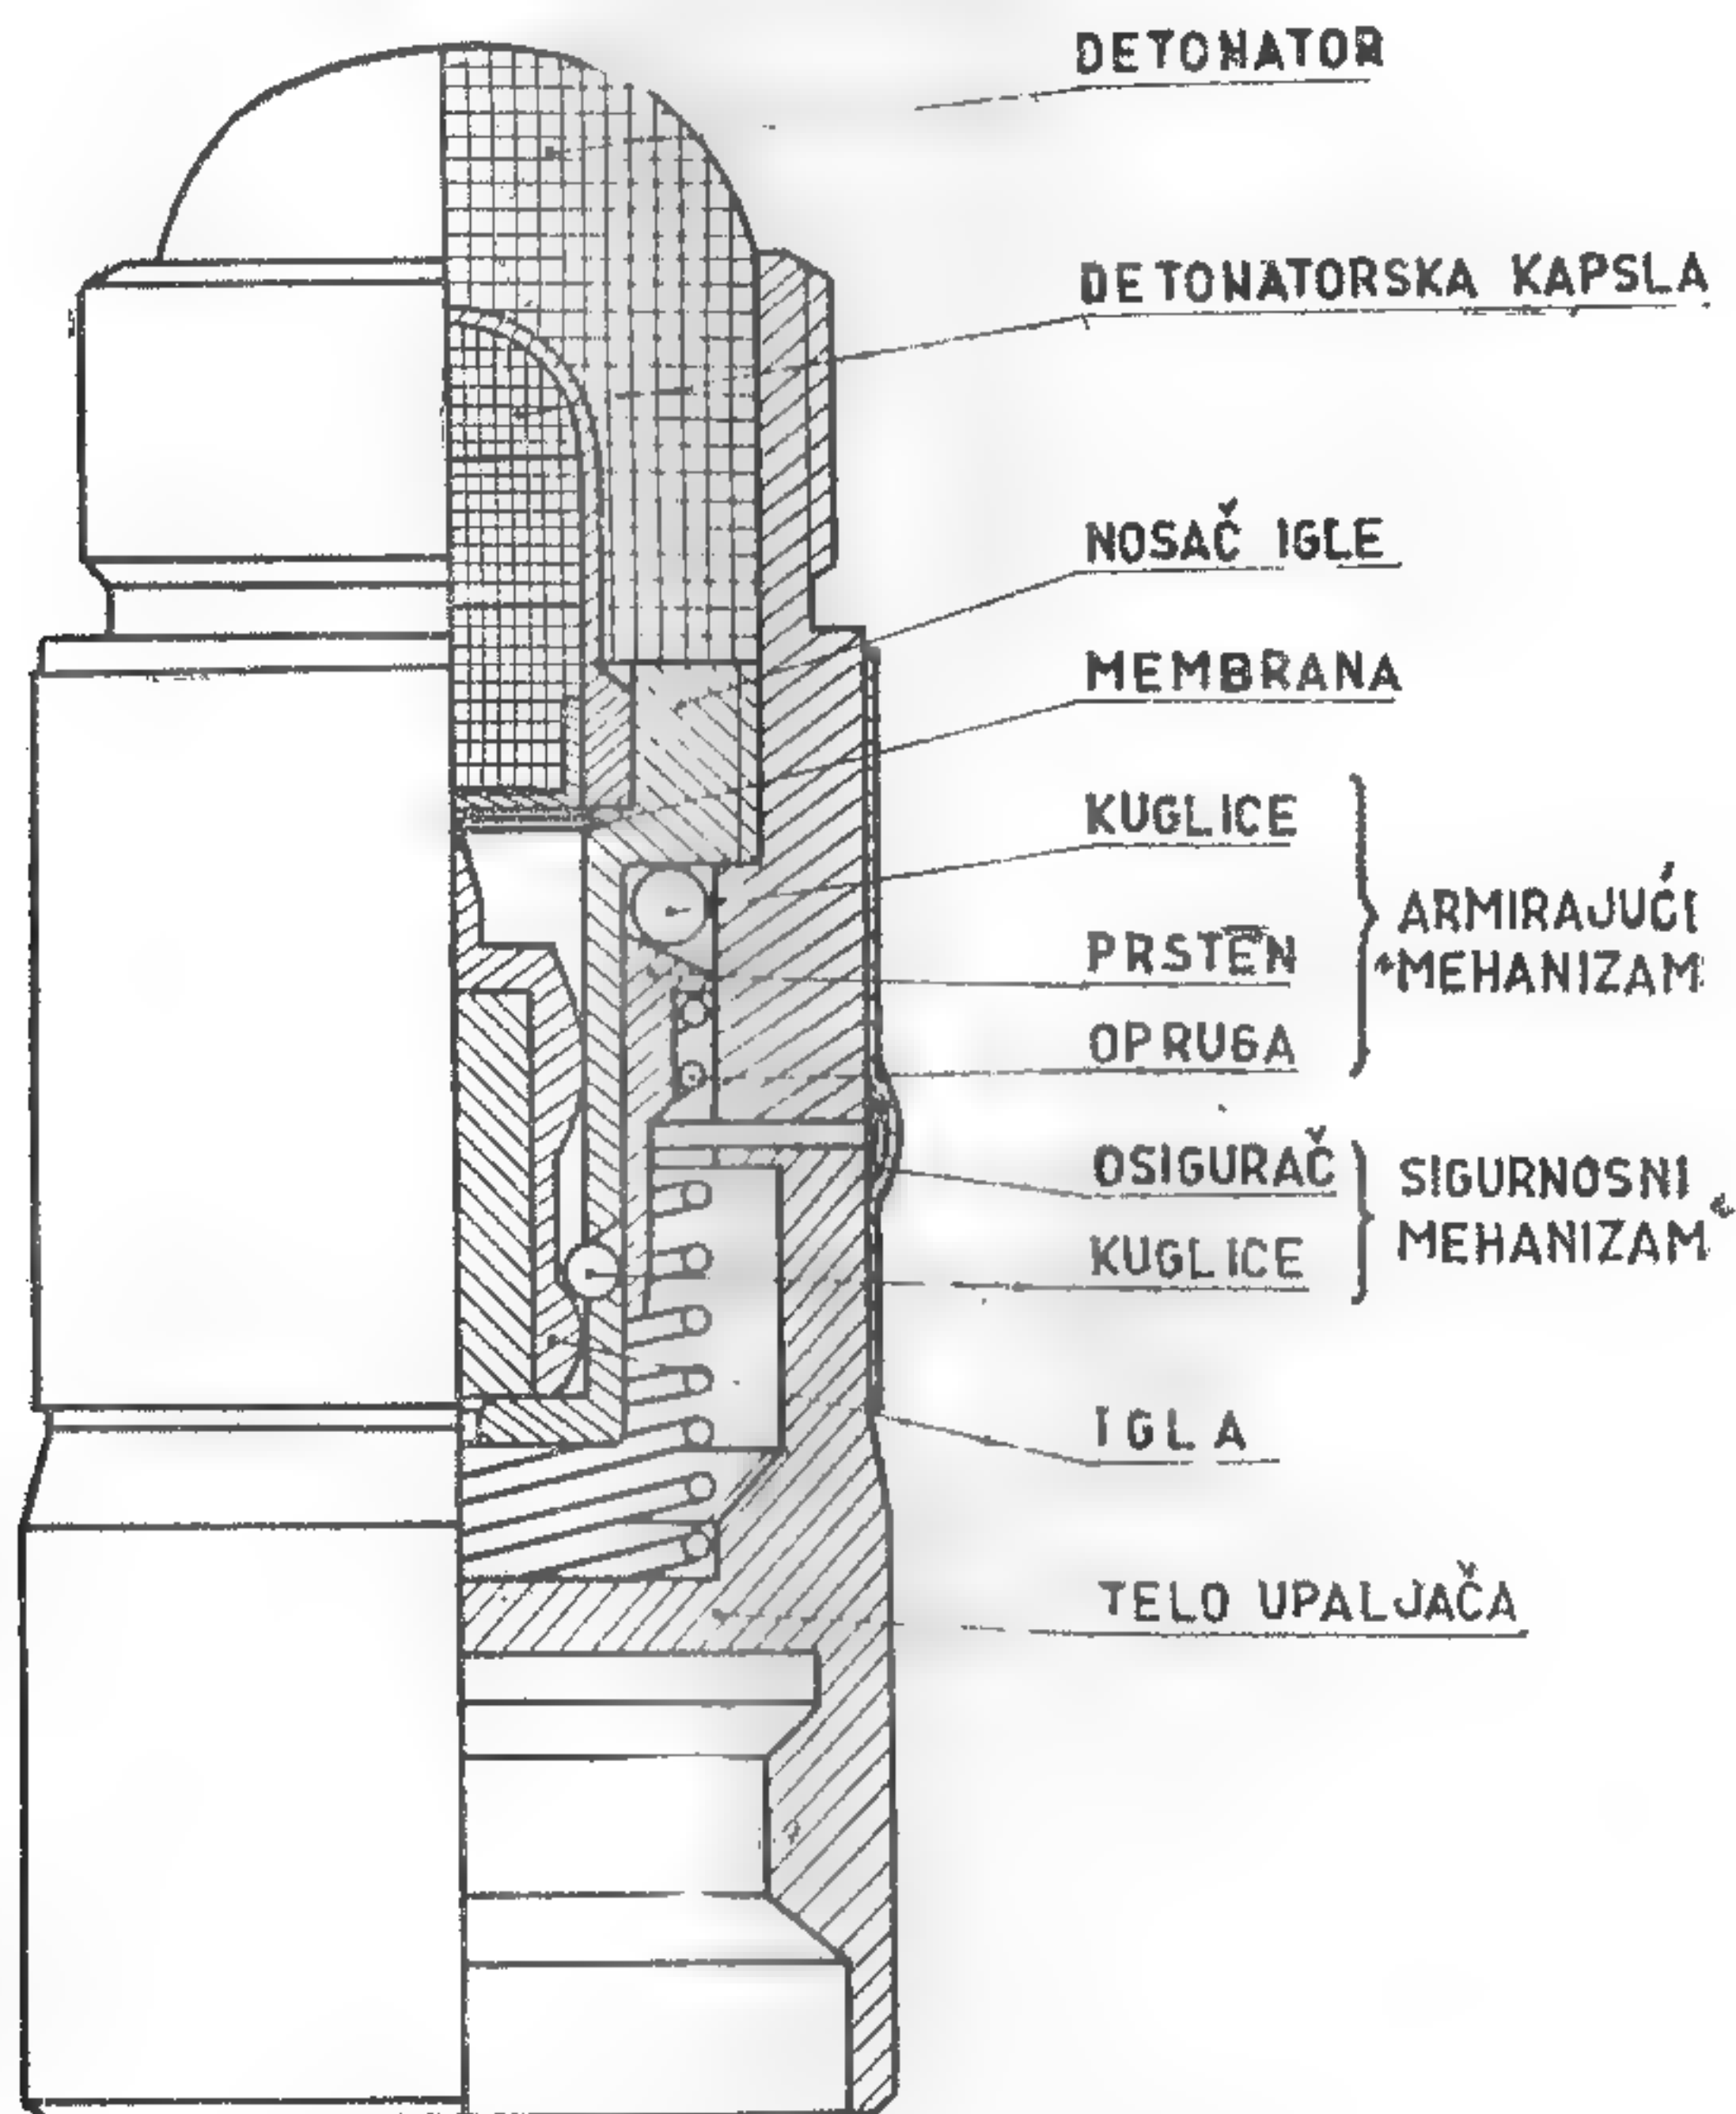 DETONATOR
DETONATORSKA KAPSLA
NOSAČ IGLE
MEMBRANA
KUGLICE
PRSTEN
OPRUGA
ARMIRAJUĆI
MEHANIZAM
OSIGURAČ
KUGLICE
SIGURNOSNI
MEHANIZAM
IGLA
TELO UPALJAČA